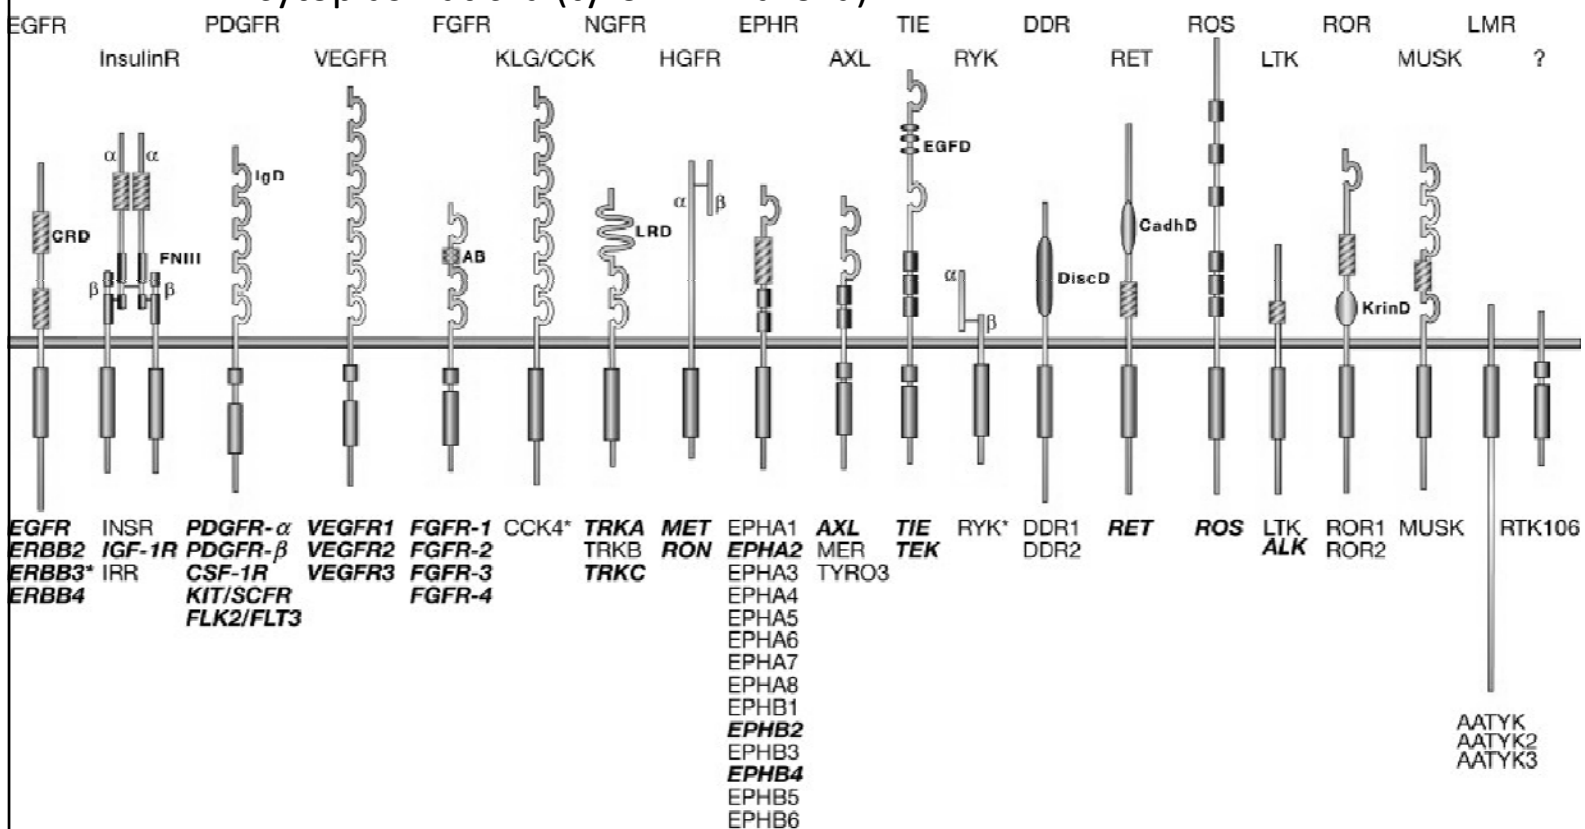 EGFR PDGFR FGFR NGFR EPHR TIE DDR ROS ROR LMR
InsulinR VEGFR KLG/CCK HGFR AXL RYK RET LTK MUSK ?
α α
IgD
EGFD
CRD
α β
LRD
CadhD
FNIII
AB
α
DiscD
β β
KrinD
β
EGFR INSR PDGFR-α VEGFR1 FGFR-1 CCK4* TRKA MET EPHA1 AXL TIE RYK* DDR1 RET ROS LTK ROR1 MUSK RTK106
ERBB2 IGF-1R PDGFR-β VEGFR2 FGFR-2 TRKB RON EPHA2 MER TEK DDR2 ALK ROR2
ERBB3* IRR CSF-1R VEGFR3 FGFR-3 TRKC EPHA3 TYRO3
ERBB4 KIT/SCFR FGFR-4 EPHA4
FLK2/FLT3 EPHA5
EPHA6
EPHA7
EPHA8
EPHB1
EPHB2
EPHB3
EPHB4
EPHB5
EPHB6
AATYK
AATYK2
AATYK3